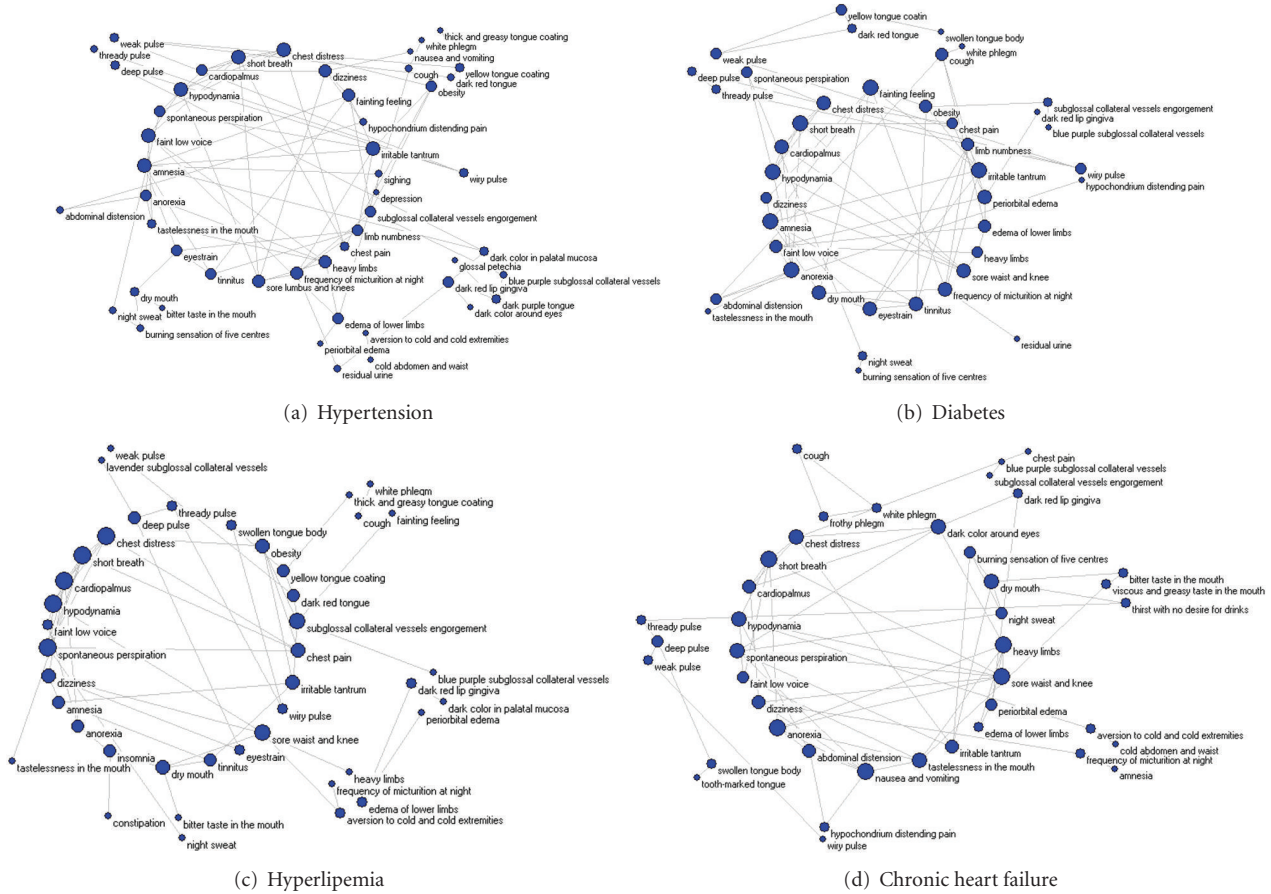 thick and greasy tongue coating
weak pulse
white phlegm
thready pulse
chest distress
nausea and vomiting
short breath
deep pulse
cardiopalmus
dizziness
cough
yellow tongue coating
dark red tongue
hypodynamia
fainting feeling
obesity
spontaneous perspiration
hypochondrium distending pain
faint low voice
irritable tantrum
amnesia
sighing
wiry pulse
depression
anorexia
abdominal distension
subglossal collateral vessels engorgement
tastelessness in the mouth
limb numbness
chest pain
eyestrain
dark color in palatal mucosa
heavy limbs
glossal petechia
tinnitus
frequency of micturition at night
blue purple subglossal collateral vessels
sore lumbus and knees
dark red lip gingiva
dry mouth
dark purple tongue
bitter taste in the mouth
dark color around eyes
night sweat
burning sensation of five centres
edema of lower limbs
aversion to cold and cold extremities
periorbital edema
cold abdomen and waist
residual urine
(a) Hypertension
yellow tongue coatin
dark red tongue
swollen tongue body
white phlegm
cough
weak pulse
deep pulse
spontaneous perspiration
thready pulse
fainting feeling
chest distress
obesity
subglossal collateral vessels engorgement
dark red lip gingiva
short breath
chest pain
blue purple subglossal collateral vessels
limb numbness
cardiopalmus
irritable tantrum
wiry pulse
hypodynamia
hypochondrium distending pain
dizziness
periorbital edema
amnesia
edema of lower limbs
faint low voice
heavy limbs
anorexia
sore waist and knee
dry mouth
frequency of micturition at night
abdominal distension
tastelessness in the mouth
eyestrain
tinnitus
residual urine
night sweat
burning sensation of five centres
(b) Diabetes
weak pulse
lavender subglossal collateral vessels
white phlegm
thick and greasy tongue coating
thready pulse
cough
fainting feeling
deep pulse
swollen tongue body
chest distress
obesity
short breath
yellow tongue coating
cardiopalmus
dark red tongue
hypodynamia
faint low voice
subglossal collateral vessels engorgement
spontaneous perspiration
chest pain
dizziness
irritable tantrum
blue purple subglossal collateral vessels
dark red lip gingiva
amnesia
wiry pulse
dark color in palatal mucosa
periorbital edema
anorexia
sore waist and knee
insomnia
eyestrain
tastelessness in the mouth
dry mouth
tinnitus
heavy limbs
frequency of micturition at night
edema of lower limbs
aversion to cold and cold extremities
constipation
bitter taste in the mouth
night sweat
(c) Hyperlipemia
cough
chest pain
blue purple subglossal collateral vessels
subglossal collateral vessels engorgement
dark red lip gingiva
white phlegm
frothy phlegm
dark color around eyes
chest distress
burning sensation of five centres
short breath
dry mouth
bitter taste in the mouth
viscous and greasy taste in the mouth
cardiopalmus
thirst with no desire for drinks
hypodynamia
night sweat
thready pulse
deep pulse
heavy limbs
spontaneous perspiration
weak pulse
faint low voice
sore waist and knee
dizziness
periorbital edema
anorexia
edema of lower limbs
aversion to cold and cold extremities
irritable tantrum
cold abdomen and waist
abdominal distension
frequency of micturition at night
tastelessness in the mouth
swollen tongue body
nausea and vomiting
amnesia
tooth-marked tongue
hypochondrium distending pain
wiry pulse
(d) Chronic heart failure